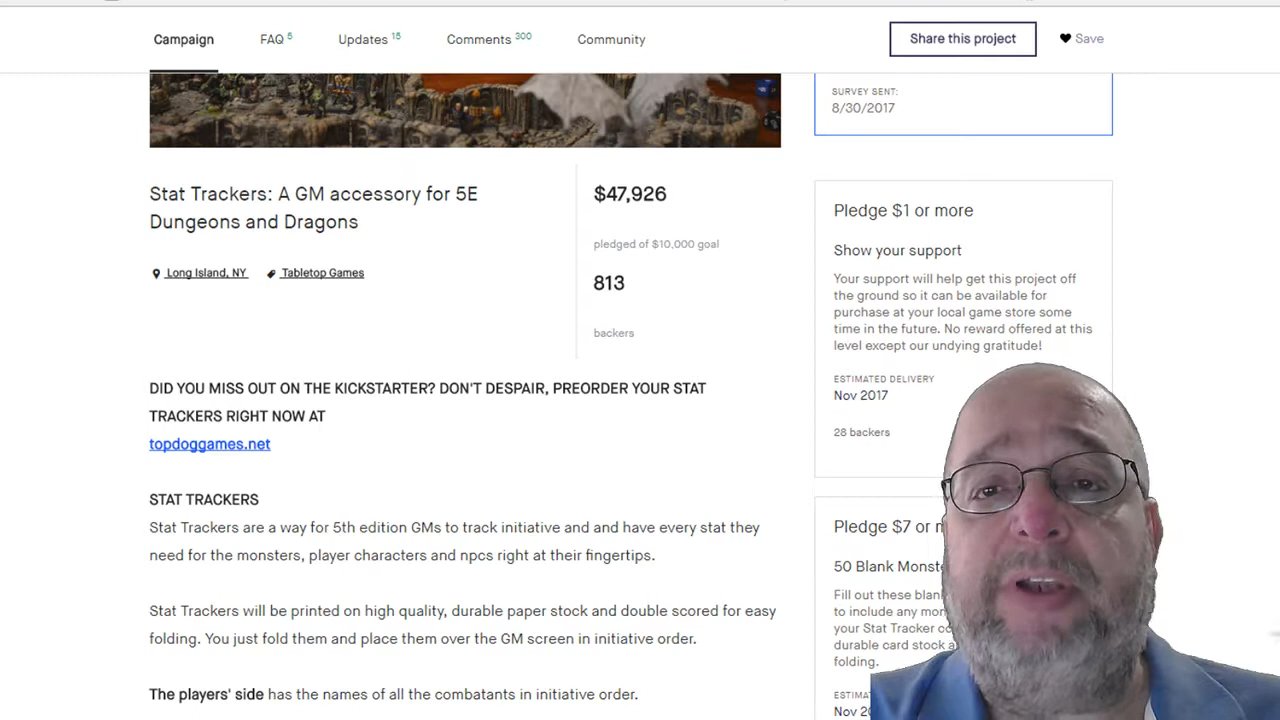 Campaign FAQ 5 Updates 15 Comments 300 Community Share this project Save
SURVEY SENT:
8/30/2017
Stat Trackers: A GM accessory for 5E
Dungeons and Dragons
Long Island, NY Tabletop Games
$47,926
pledged of $10,000 goal
813
backers
DID YOU MISS OUT ON THE KICKSTARTER? DON'T DESPAIR, PREORDER YOUR STAT
TRACKERS RIGHT NOW AT
topdoggames.net
STAT TRACKERS
Stat Trackers are a way for 5th edition GMs to track initiative and and have every stat they
need for the monsters, player characters and npcs right at their fingertips.
Stat Trackers will be printed on high quality, durable paper stock and double scored for easy
folding. You just fold them and place them over the GM screen in initiative order.
The players' side has the names of all the combatants in initiative order.
Pledge $1 or more
Show your support
Your support will help get this project off
the ground so it can be available for
purchase at your local game store some
time in the future. No reward offered at this
level except our undying gratitude!
ESTIMATED DELIVERY
Nov 2017
28 backers
Pledge $7 or
50 Blank
Fill out these
to include any
your Stat Tracker
durable card stock
folding.
Nov